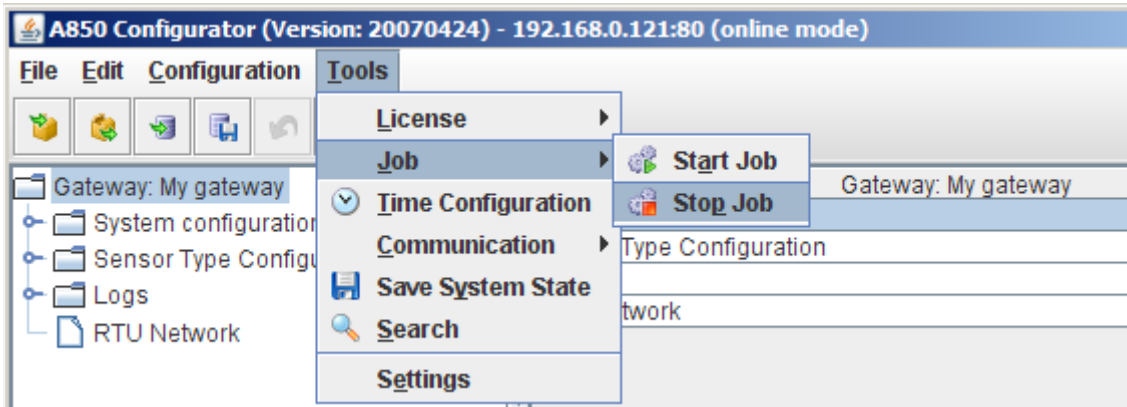 A850 Configurator (Version: 20070424) - 192.168.0.121:80 (online mode)
File Edit Configuration Tools
License
Job
Start Job
Stop Job
Time Configuration
Communication
Save System State
Search
Settings
Gateway: My gateway
System configuration
Sensor Type Configu
Logs
RTU Network
Gateway: My gateway
Type Configuration
twork